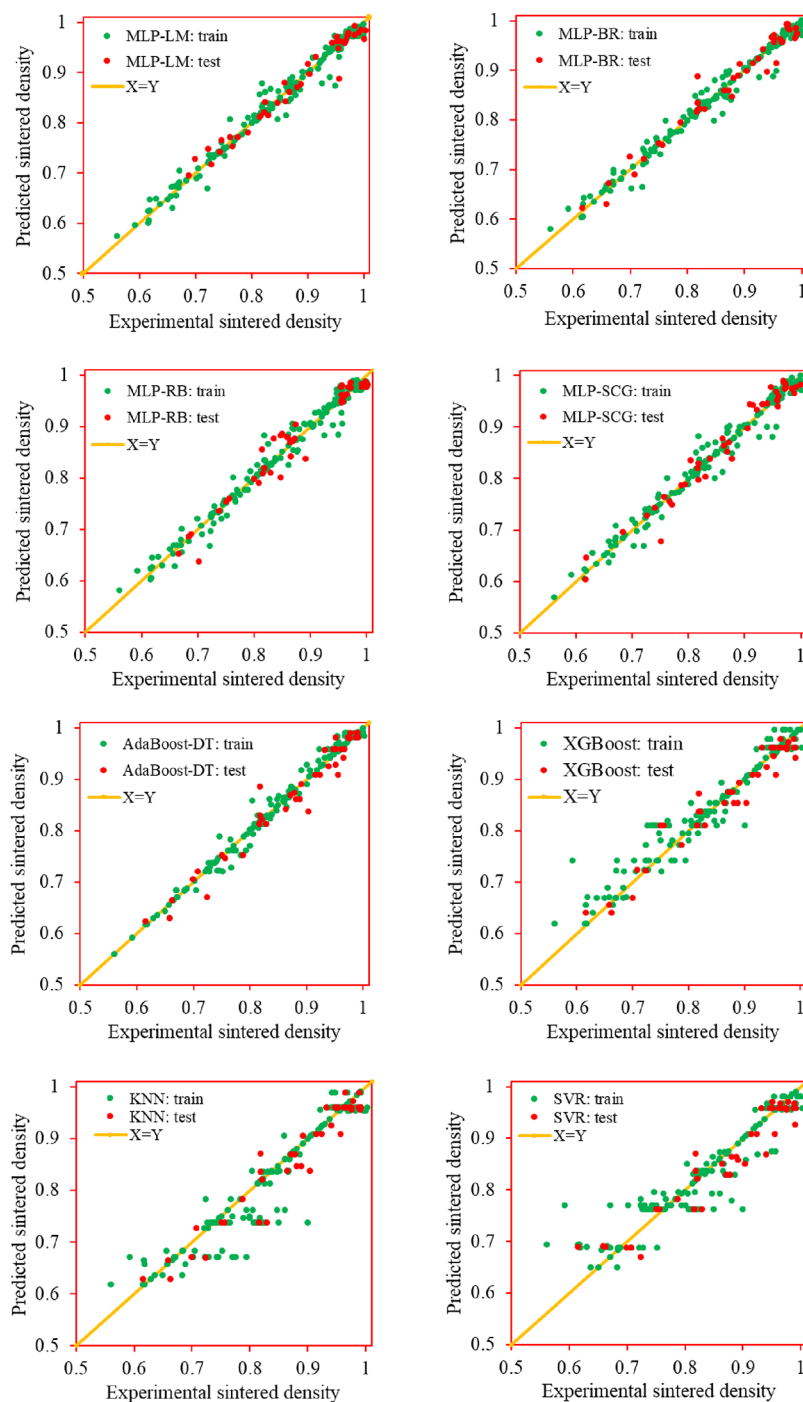 1
MLP-LM: train
MLP-LM: test
X=Y
0.9
0.8
0.7
0.6
0.5
0.5 0.6 0.7 0.8 0.9 1
Predicted sintered density
Experimental sintered density
1
MLP-BR: train
MLP-BR: test
X=Y
0.9
0.8
0.7
0.6
0.5
0.5 0.6 0.7 0.8 0.9 1
Predicted sintered density
Experimental sintered density
1
MLP-RB: train
MLP-RB: test
X=Y
0.9
0.8
0.7
0.6
0.5
0.5 0.6 0.7 0.8 0.9 1
Predicted sintered density
Experimental sintered density
1
MLP-SCG: train
MLP-SCG: test
X=Y
0.9
0.8
0.7
0.6
0.5
0.5 0.6 0.7 0.8 0.9 1
Predicted sintered density
Experimental sintered density
1
AdaBoost-DT: train
AdaBoost-DT: test
X=Y
0.9
0.8
0.7
0.6
0.5
0.5 0.6 0.7 0.8 0.9 1
Predicted sintered density
Experimental sintered density
1
XGBoost: train
XGBoost: test
X=Y
0.9
0.8
0.7
0.6
0.5
0.5 0.6 0.7 0.8 0.9 1
Predicted sintered density
Experimental sintered density
1
KNN: train
KNN: test
X=Y
0.9
0.8
0.7
0.6
0.5
0.5 0.6 0.7 0.8 0.9 1
Predicted sintered density
Experimental sintered density
1
SVR: train
SVR: test
X=Y
0.9
0.8
0.7
0.6
0.5
0.5 0.6 0.7 0.8 0.9 1
Predicted sintered density
Experimental sintered density